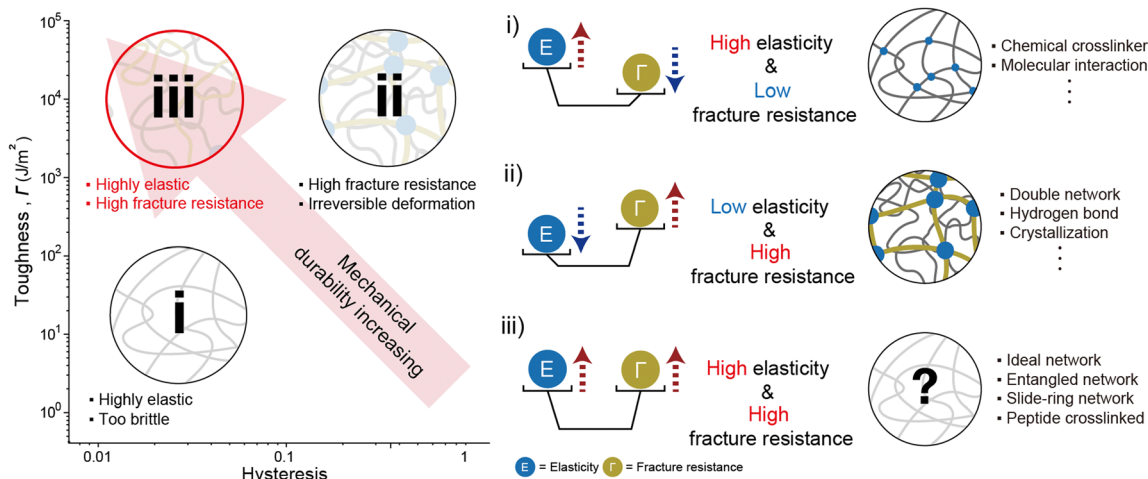 10⁵
10⁴
10³
10²
10¹
10⁰
Toughness , Γ (J/m²)
0.01
0.1
1
Hysteresis
iii
▪ Highly elastic
▪ High fracture resistance
ii
▪ High fracture resistance
▪ Irreversible deformation
i
▪ Highly elastic
▪ Too brittle
Mechanical
durability increasing
i)
E
Γ
High elasticity
&
Low
fracture resistance
▪ Chemical crosslinker
▪ Molecular interaction
⋮
ii)
E
Γ
Low elasticity
&
High
fracture resistance
▪ Double network
▪ Hydrogen bond
▪ Crystallization
⋮
iii)
E
Γ
High elasticity
&
High
fracture resistance
?
▪ Ideal network
▪ Entangled network
▪ Slide-ring network
▪ Peptide crosslinked
E = Elasticity Γ = Fracture resistance